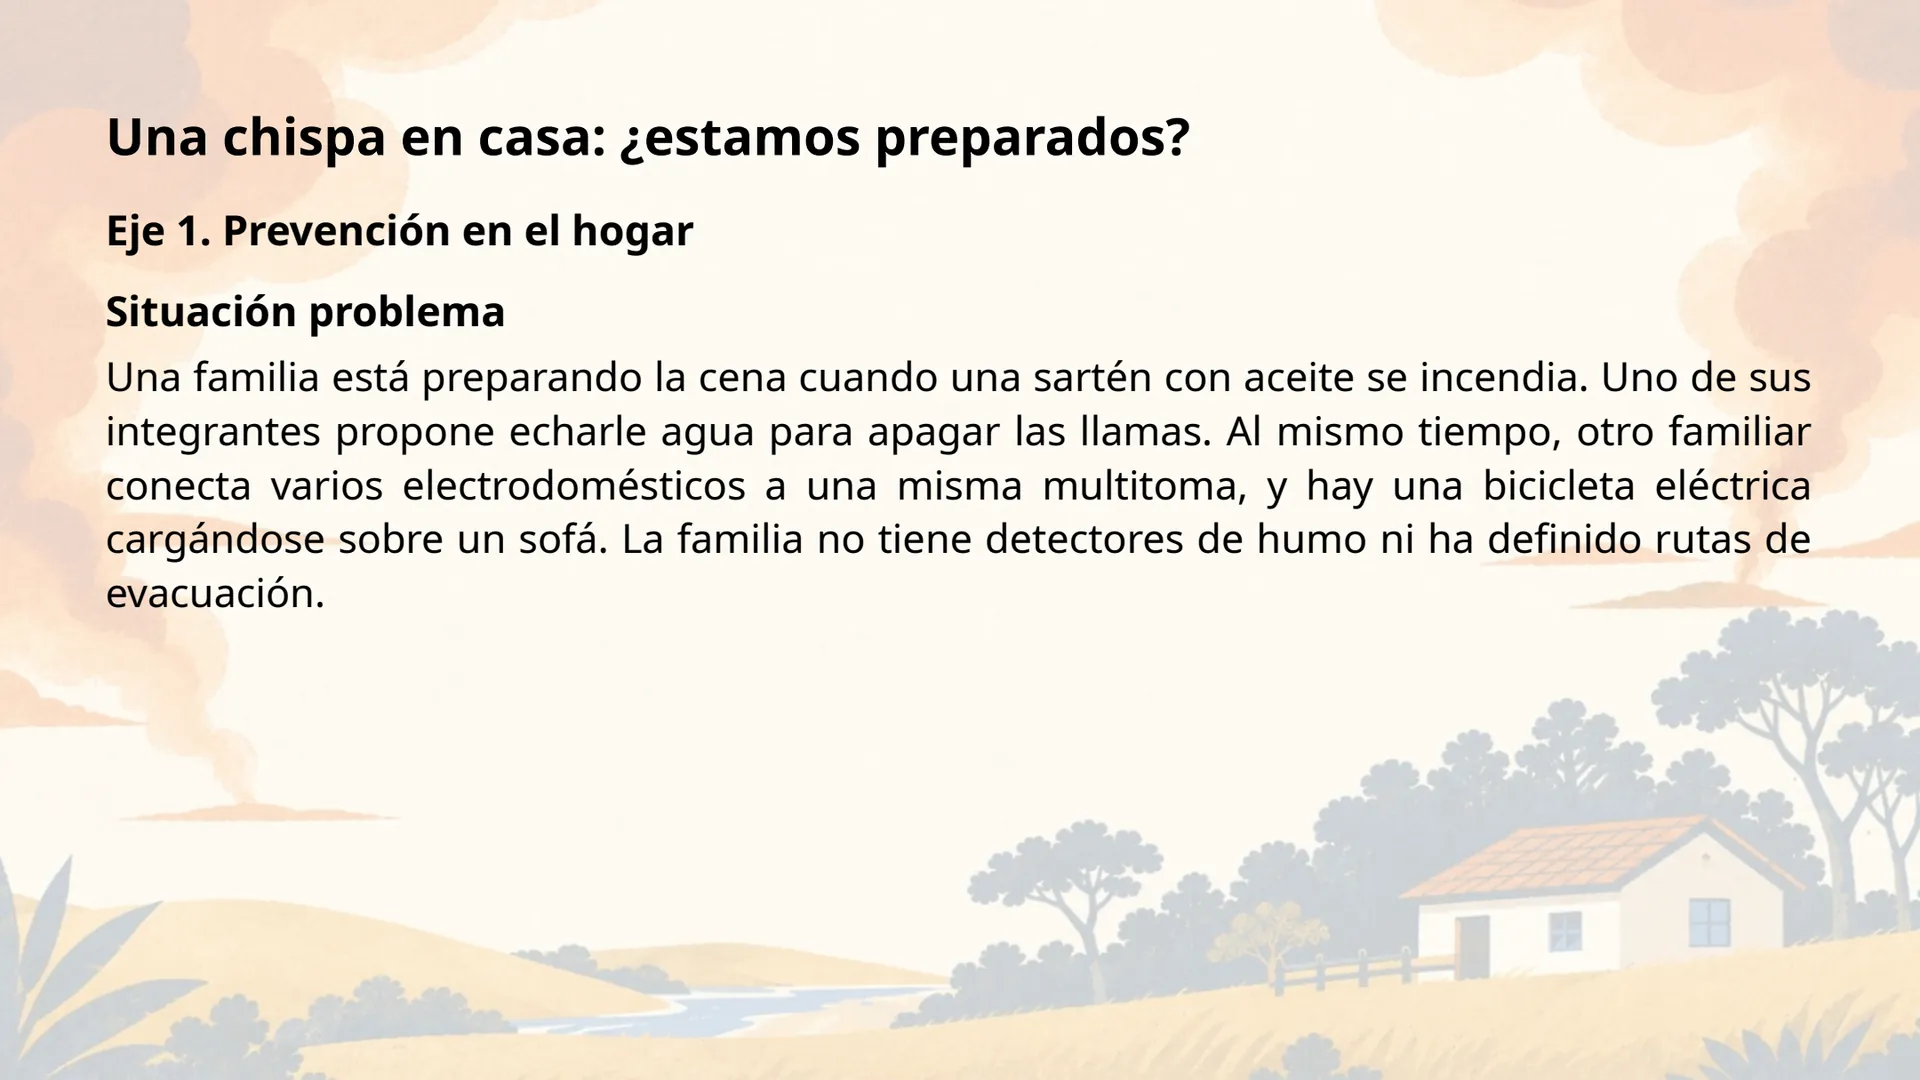 Una chispa en casa: ¿estamos preparados?
Eje 1. Prevención en el hogar
Situación problema
Una familia está preparando la cena cuando una sartén con aceite se incendia. Uno de sus
integrantes propone echarle agua para apagar las llamas. Al mismo tiempo, otro familiar
conecta varios electrodomésticos a una misma multitoma, y hay una bicicleta eléctrica
cargándose sobre un sofá. La familia no tiene detectores de humo ni ha definido rutas de
evacuación.